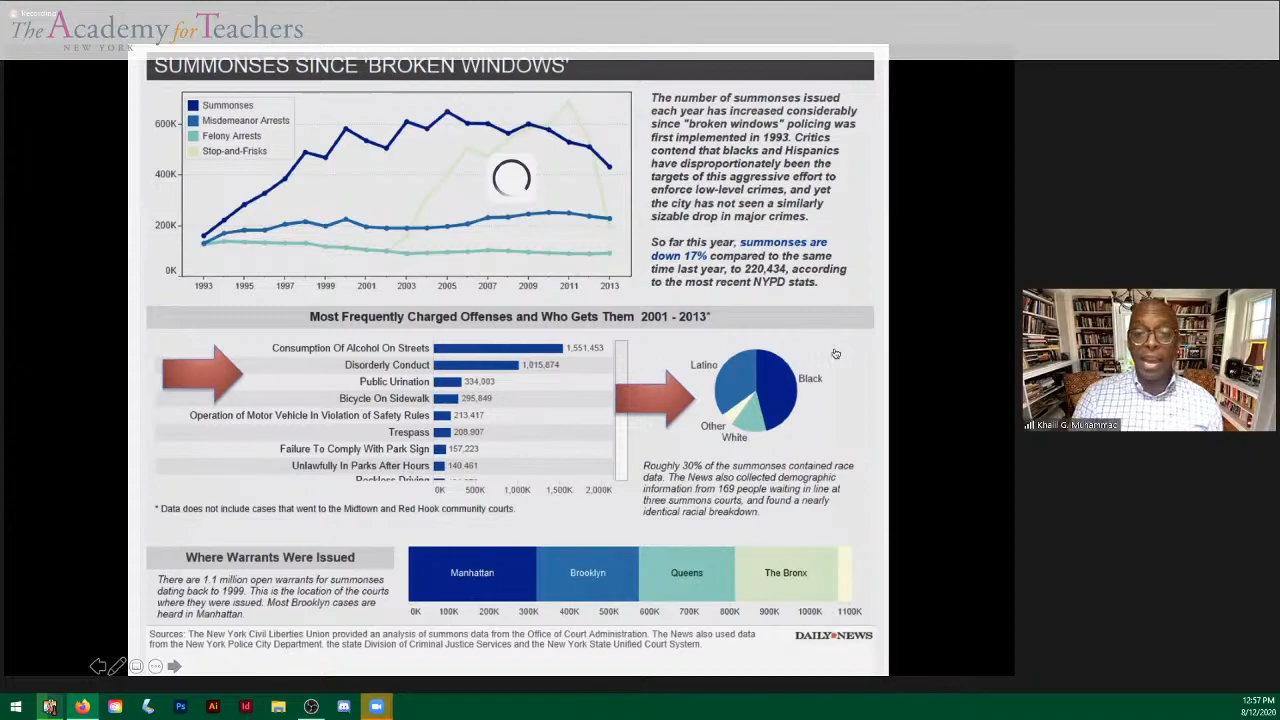 Recording
The Academy for Teachers
NEW YORK
SUMMONSES SINCE 'BROKEN WINDOWS'
Summonses
Misdemeanor Arrests
Felony Arrests
Stop-and-Frisks
600K
400K
200K
0K
1993 1995 1997 1999 2001 2003 2005 2007 2009 2011 2013
The number of summonses issued
each year has increased considerably
since "broken windows" policing was
first implemented in 1993. Critics
contend that blacks and Hispanics
have disproportionately been the
targets of this aggressive effort to
enforce low-level crimes, and yet
the city has not seen a similarly
sizable drop in major crimes.
So far this year, summonses are
down 17% compared to the same
time last year, to 220,434, according
to the most recent NYPD stats.
Most Frequently Charged Offenses and Who Gets Them 2001 - 2013*
Consumption Of Alcohol On Streets 1,551,453
Disorderly Conduct 1,015,874
Public Urination 334,003
Bicycle On Sidewalk 295,849
Operation of Motor Vehicle In Violation of Safety Rules 213,417
Trespass 208,907
Failure To Comply With Park Sign 157,223
Unlawfully In Parks After Hours 140,461
Reckless Driving
0K 500K 1,000K 1,500K 2,000K
* Data does not include cases that went to the Midtown and Red Hook community courts.
Latino
Black
Other
White
Roughly 30% of the summonses contained race
data. The News also collected demographic
information from 169 people waiting in line at
three summons courts, and found a nearly
identical racial breakdown.
Khalil G. Muhammad
Where Warrants Were Issued
There are 1.1 million open warrants for summonses
dating back to 1999. This is the location of the courts
where they were issued. Most Brooklyn cases are
heard in Manhattan.
Manhattan Brooklyn Queens The Bronx
0K 100K 200K 300K 400K 500K 600K 700K 800K 900K 1000K 1100K
Sources: The New York Civil Liberties Union provided an analysis of summons data from the Office of Court Administration. The News also used data
from the New York Police City Department, the state Division of Criminal Justice Services and the New York State Unified Court System.
DAILY NEWS
Ps Ai Id
12:57 PM
8/12/2020